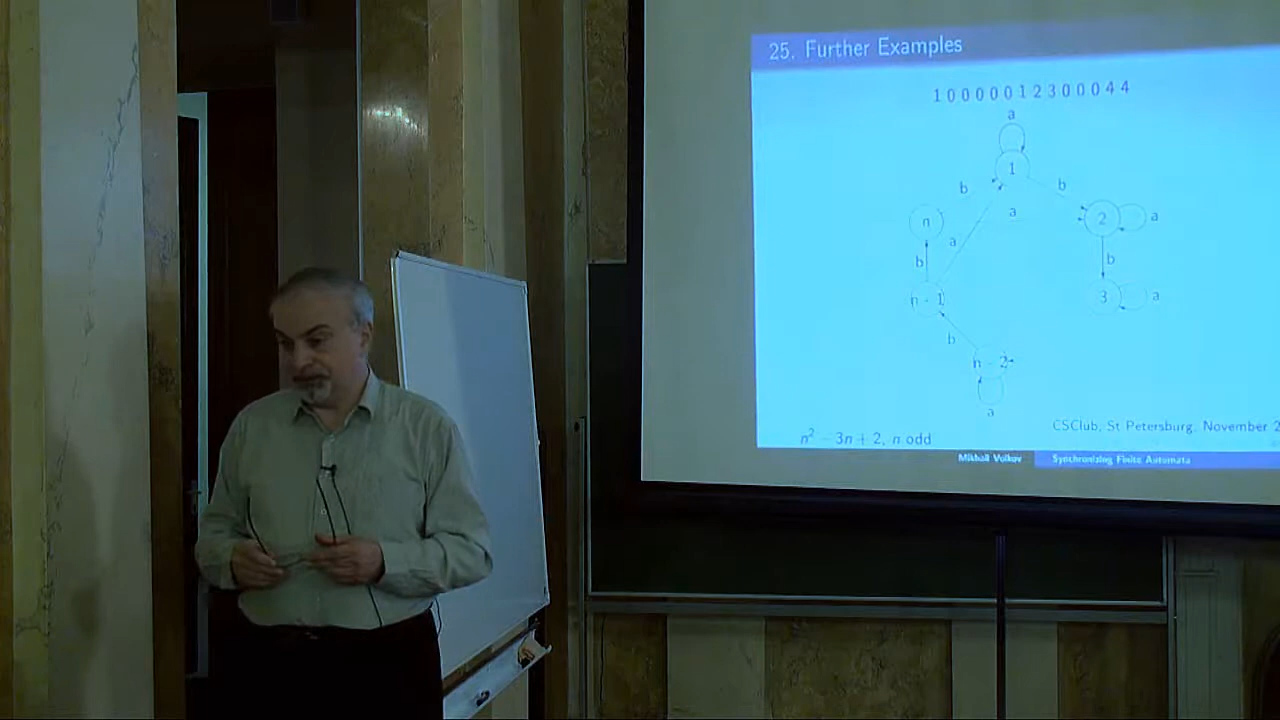 25. Further Examples
1 0 0 0 0 0 1 2 3 0 0 0 4 4
a
1
b
b
n
a
2
a
a
b
b
n - 1
3
a
b
n - 2
a
CSClub, St Petersburg, November 2
n² − 3n + 2, n odd
Mikhail Volkov
Synchronizing Finite Automata